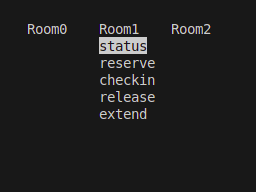 Room0 Room1 Room2
status
reserve
checkin
release
extend